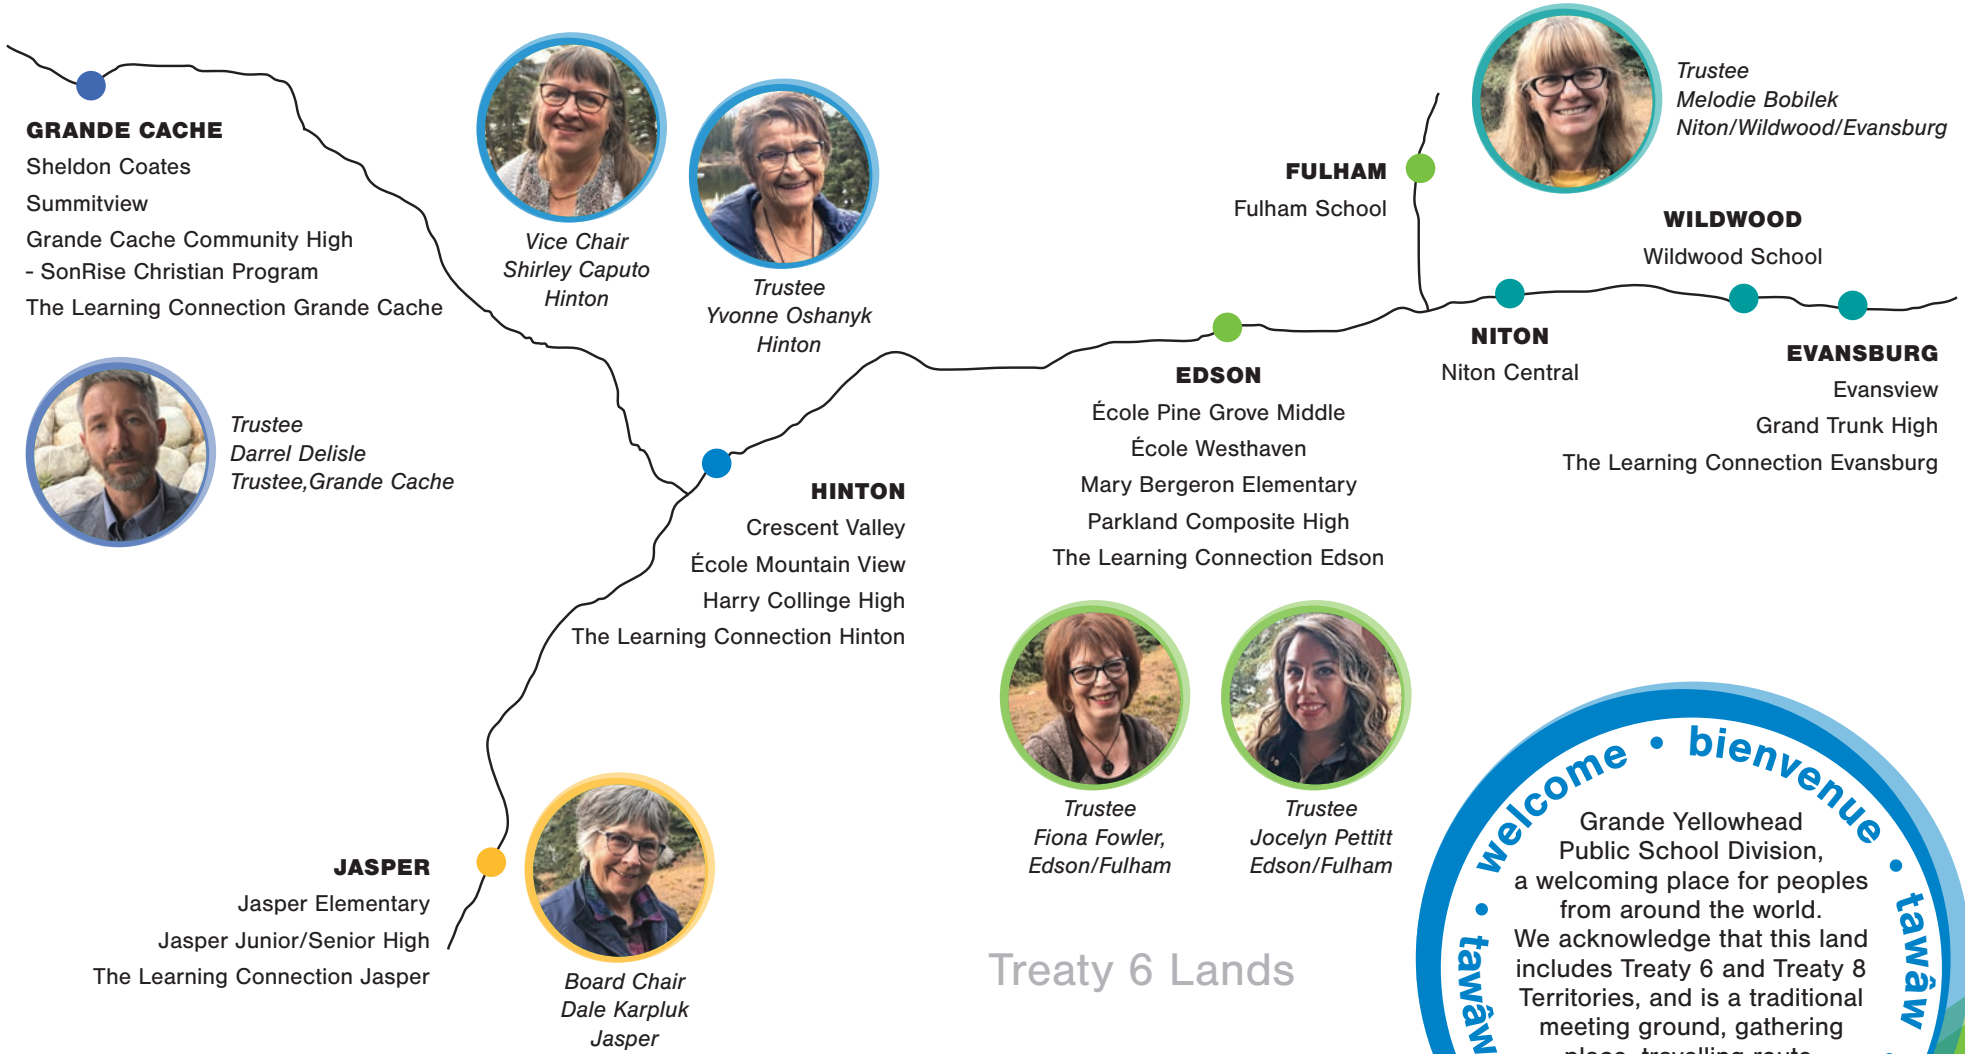 GRANDE CACHE
Sheldon Coates
Summitview
Grande Cache Community High
- SonRise Christian Program
The Learning Connection Grande Cache
Trustee
Darrel Delisle
Trustee,Grande Cache
Vice Chair
Shirley Caputo
Hinton
Trustee
Yvonne Oshanyk
Hinton
HINTON
Crescent Valley
École Mountain View
Harry Collinge High
The Learning Connection Hinton
JASPER
Jasper Elementary
Jasper Junior/Senior High
The Learning Connection Jasper
Board Chair
Dale Karpluk
Jasper
EDSON
École Pine Grove Middle
École Westhaven
Mary Bergeron Elementary
Parkland Composite High
The Learning Connection Edson
Trustee
Fiona Fowler,
Edson/Fulham
Trustee
Jocelyn Pettitt
Edson/Fulham
FULHAM
Fulham School
Trustee
Melodie Bobilek
Niton/Wildwood/Evansburg
WILDWOOD
Wildwood School
NITON
Niton Central
EVANSBURG
Evansview
Grand Trunk High
The Learning Connection Evansburg
Treaty 6 Lands
tawâw • welcome • bienvenue • tawâw
Grande Yellowhead
Public School Division,
a welcoming place for peoples
from around the world.
We acknowledge that this land
includes Treaty 6 and Treaty 8
Territories, and is a traditional
meeting ground, gathering
place, travelling route